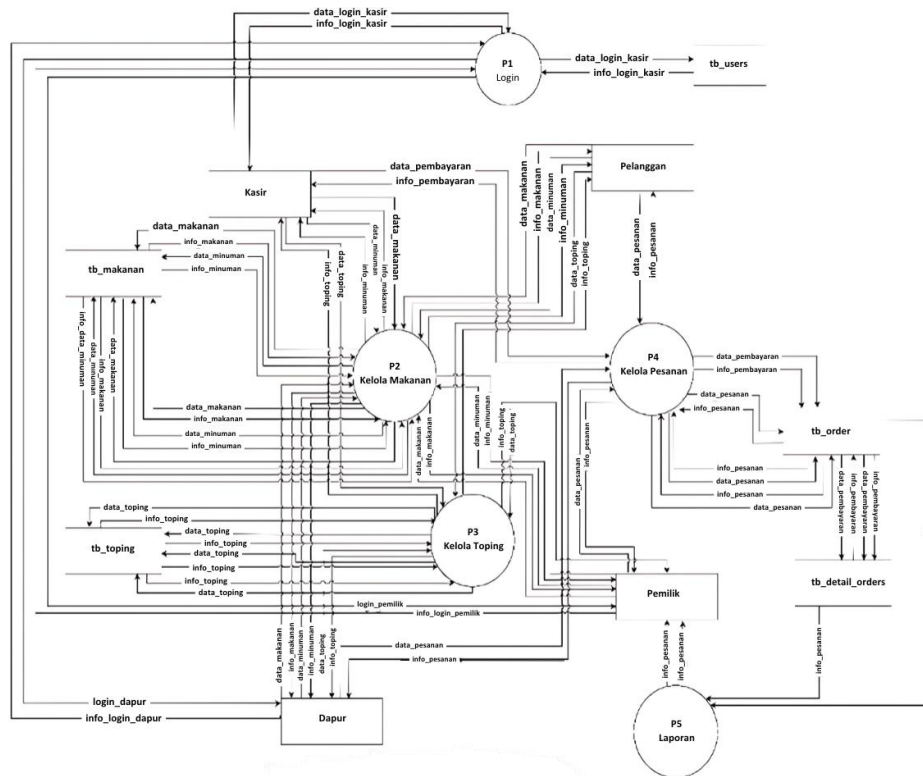 data_login_kasir
info_login_kasir
P1
Login
data_login_kasir
info_login_kasir
tb_users
Kasir
data_pembayaran
info_pembayaran
Pelanggan
data_makanan
info_makanan
data_minuman
info_minuman
data_toping
info_toping
data_pesanan
info_pesanan
data_makanan
info_makanan
data_minuman
info_minuman
tb_makanan
info_toping
data_toping
info_minuman
data_minuman
info_makanan
data_makanan
info_data_minuman
data_minuman
info_makanan
data_makanan
P2
Kelola Makanan
P4
Kelola Pesanan
data_pembayaran
info_pembayaran
data_pesanan
info_pesanan
tb_order
data_makanan
info_makanan
data_minuman
info_minuman
data_makanan
info_makanan
data_minuman
info_minuman
info_toping
data_toping
data_pesanan
info_pesanan
info_pesanan
data_pesanan
info_pesanan
data_pesanan
data_pembayaran
info_pembayaran
data_pembayaran
info_pembayaran
data_toping
info_toping
tb_toping
info_toping
data_toping
info_toping
info_toping
data_toping
P3
Kelola Toping
Pemilik
tb_detail_orders
login_pemilik
info_login_pemilik
data_makanan
info_makanan
data_minuman
info_minuman
data_toping
info_toping
data_pesanan
info_pesanan
info_pesanan
info_pesanan
info_pesanan
login_dapur
info_login_dapur
Dapur
P5
Laporan